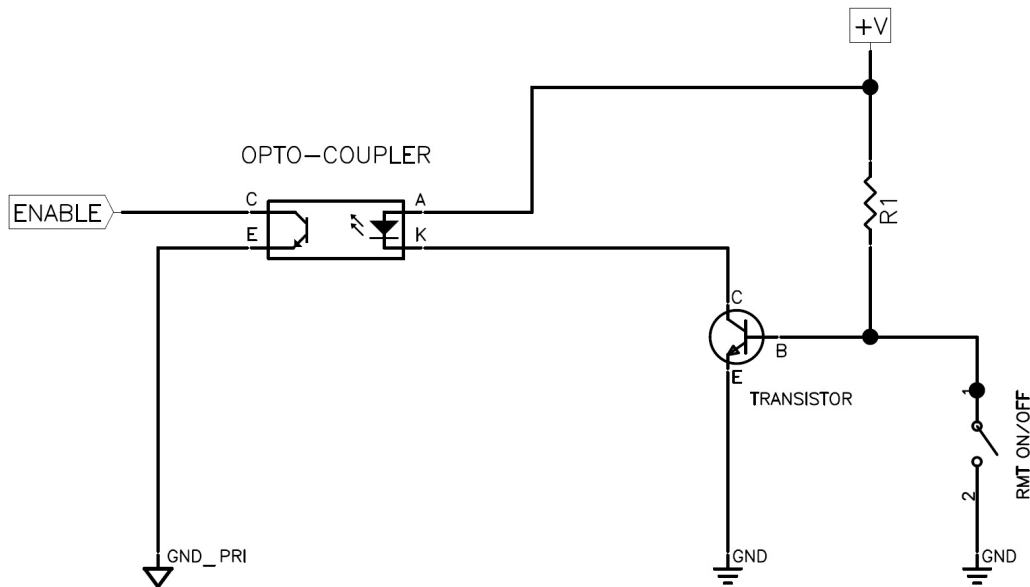 +V
OPTO-COUPLER
ENABLE
C
A
E
K
R1
C
B
E
TRANSISTOR
1
2
RMT ON/OFF
GND_PRI
GND
GND